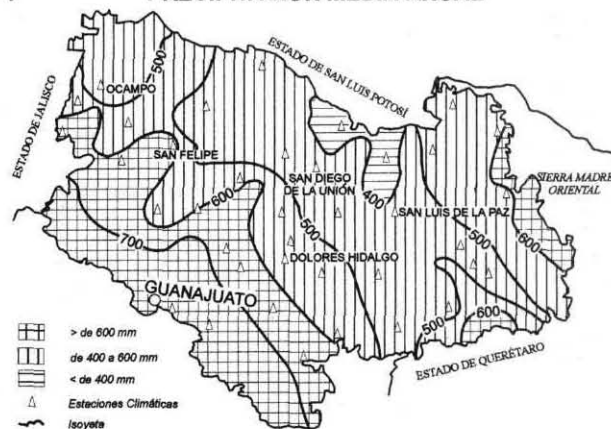 500
OCAMPO
ESTADO DE SAN LUIS POTOSÍ
ESTADO DE JALISCO
SAN FELIPE
SAN DIEGO
DE LA UNIÓN
400
SIERRA MADRE
ORIENTAL
600
SAN LUIS DE LA PAZ
700
500
500
600
DOLORES HIDALGO
GUANAJUATO
500
600
ESTADO DE QUERÉTARO
> de 600 mm
de 400 a 600 mm
< de 400 mm
Estaciones Climáticas
Isoyeta